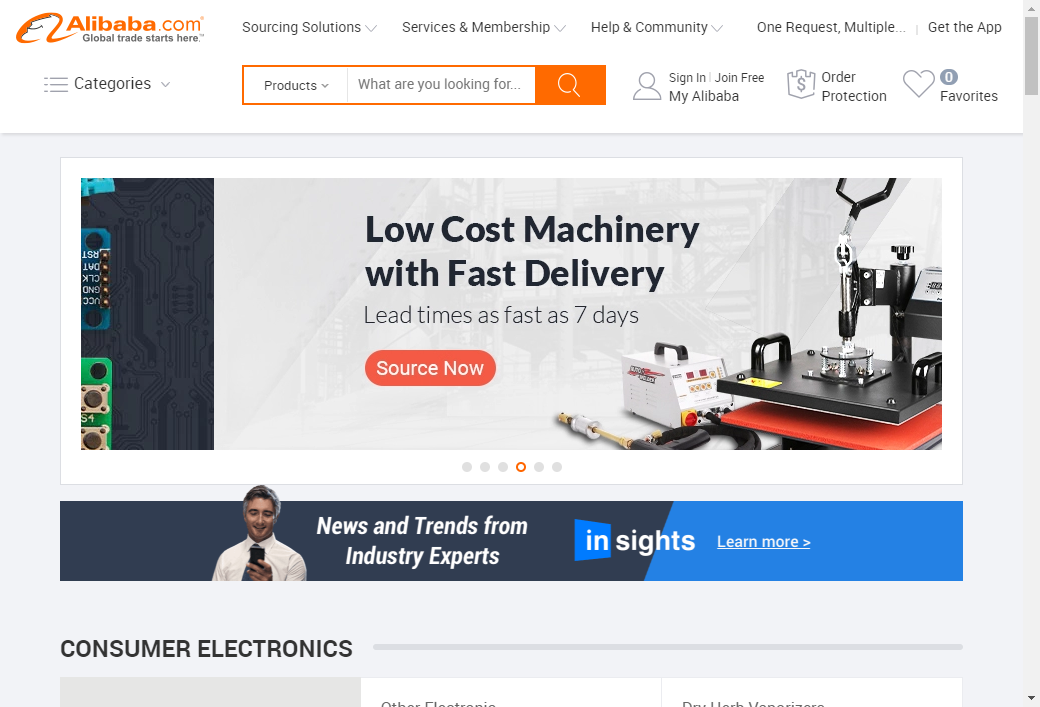 Alibaba.com
Global trade starts here.™
Sourcing Solutions
Services & Membership
Help & Community
One Request, Multiple...
Get the App
Categories
Products
What are you looking for...
Sign In | Join Free
My Alibaba
Order
Protection
0
Favorites
RST
DAT
CLK
GND
VCC
S4
Low Cost Machinery
with Fast Delivery
Lead times as fast as 7 days
Source Now
News and Trends from
Industry Experts
in sights
Learn more >
CONSUMER ELECTRONICS
Other Electronic
Dry Herb Vaporizers